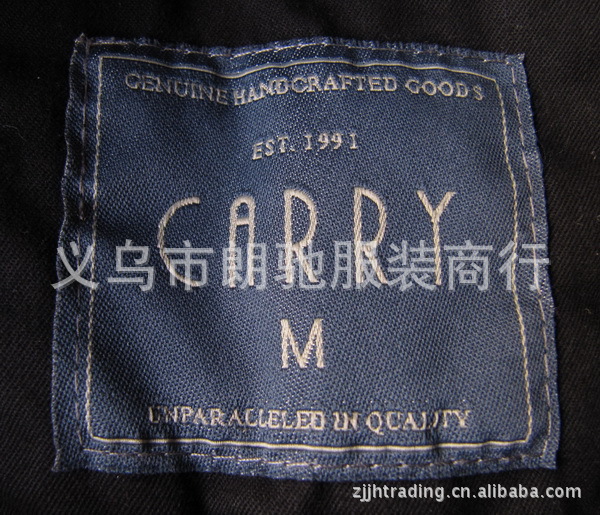 GENUINE HANDCRAFTED GOODS
EST. 1991
CARRY
义乌市朗驰服装商行
M
UNPARALLELED IN QUALITY
zjjhtrading.cn.alibaba.com